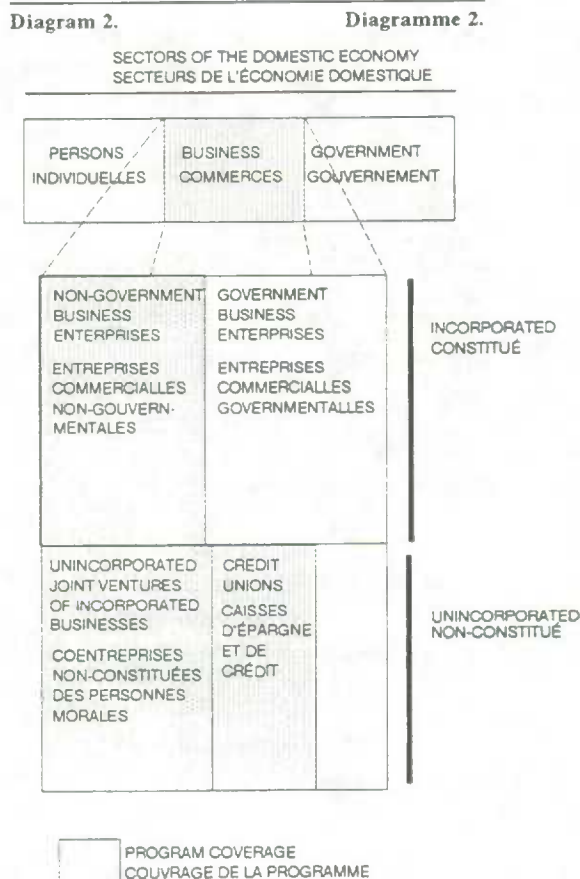 Diagram 2.
Diagramme 2.
SECTORS OF THE DOMESTIC ECONOMY
SECTEURS DE L'ÉCONOMIE DOMESTIQUE
PERSONS
INDIVIDUELLES
BUSINESS
COMMERCES
GOVERNMENT
GOUVERNEMENT
NON-GOVERNMENT
BUSINESS
ENTERPRISES
ENTREPRISES
COMMERCIALLES
NON-GOUVERN-
MENTALES
GOVERNMENT
BUSINESS
ENTERPRISES
ENTREPRISES
COMMERCIALLES
GOVERNMENTALLES
INCORPORATED
CONSTITUÉ
UNINCORPORATED
JOINT VENTURES
OF INCORPORATED
BUSINESSES
COENTREPRISES
NON-CONSTITUÉES
DES PERSONNES
MORALES
CREDIT
UNIONS
CAISSES
D'ÉPARGNE
ET DE
CRÉDIT
UNINCORPORATED
NON-CONSTITUÉ
PROGRAM COVERAGE
COUVRAGE DE LA PROGRAMME